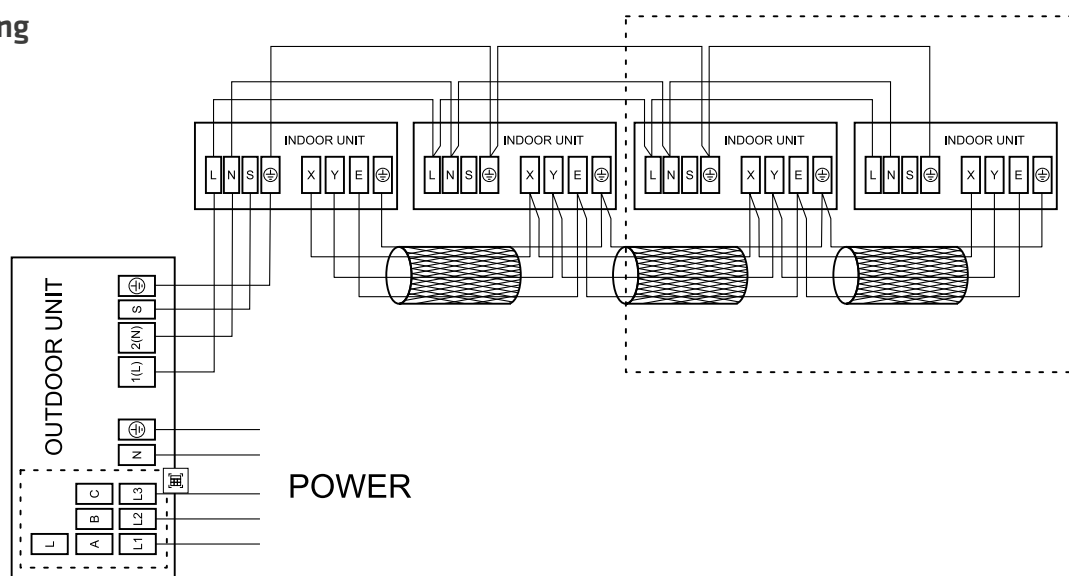 ng
INDOOR UNIT INDOOR UNIT INDOOR UNIT INDOOR UNIT
L N S X Y E L N S X Y E L N S X Y E L N S X Y E
OUTDOOR UNIT
S
2(N)
1(L)
N
POWER
C L3
B L2
L A L1